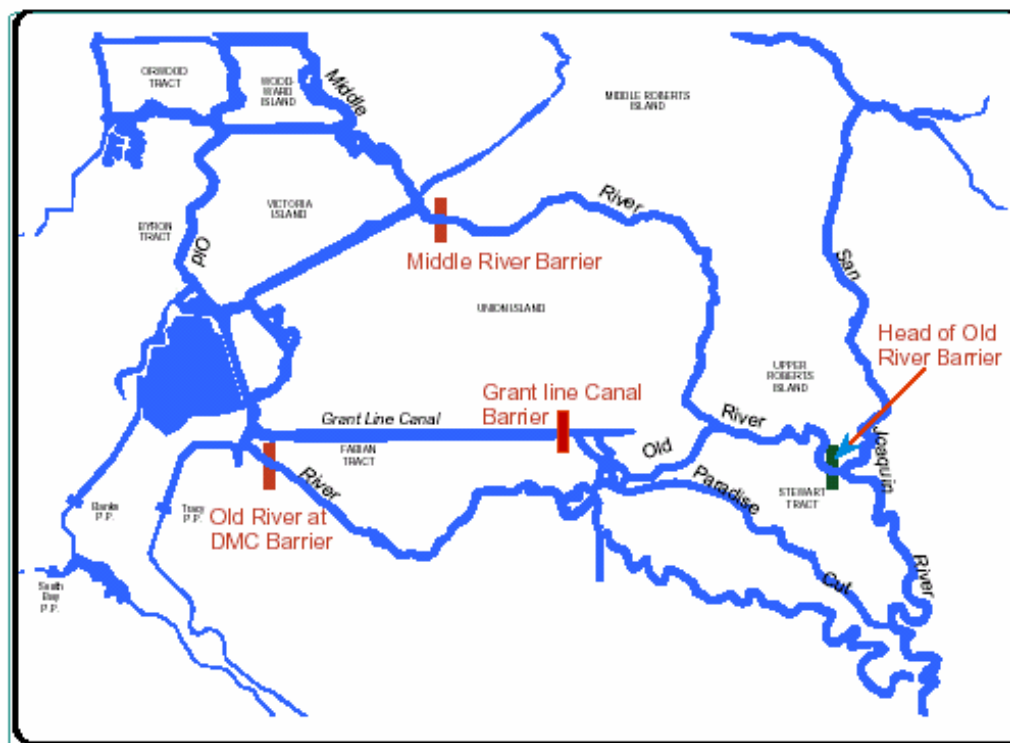 ORWOOD
TRACT
WOOD-
WARD
ISLAND
Middle
MIDDLE ROBERTS
ISLAND
VICTORIA
ISLAND
River
BYRON
TRACT
Old
San
Middle River Barrier
UNION ISLAND
Head of Old
River Barrier
UPPER
ROBERTS
ISLAND
Grant line Canal
Barrier
Grant Line Canal
River
FABIAN
TRACT
Old
Joaquin
River
Paradise
STEWART
TRACT
Banks
P.P.
Tracy
P.P.
Old River at
DMC Barrier
Cut
River
South
Bay
P.P.